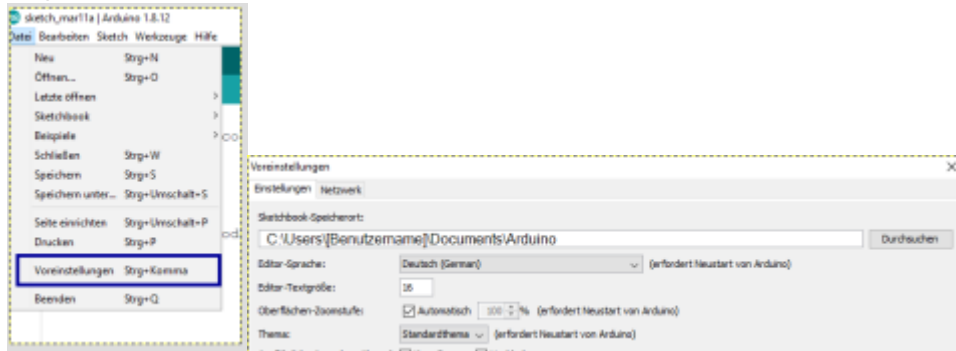 sketch_mar11a | Arduino 1.8.12
Datei Bearbeiten Sketch Werkzeuge Hilfe
Neu Strg+N
Öffnen... Strg+O
Letzte öffnen
Sketchbook
Beispiele
Schließen Strg+W
Speichern Strg+S
Speichern unter... Strg+Umschalt+S
Seite einrichten Strg+Umschalt+P
Drucken Strg+P
Voreinstellungen Strg+Komma
Beenden Strg+Q
Voreinstellungen
Einstellungen Netzwerk
Sketchbook-Speicherort:
C:\Users\[Benutzername]\Documents\Arduino Durchsuchen
Editor-Sprache: Deutsch (German) (erfordert Neustart von Arduino)
Editor-Textgröße: 16
Oberflächen-Zoomstufe: Automatisch 100 % (erfordert Neustart von Arduino)
Thema: Standardthema (erfordert Neustart von Arduino)